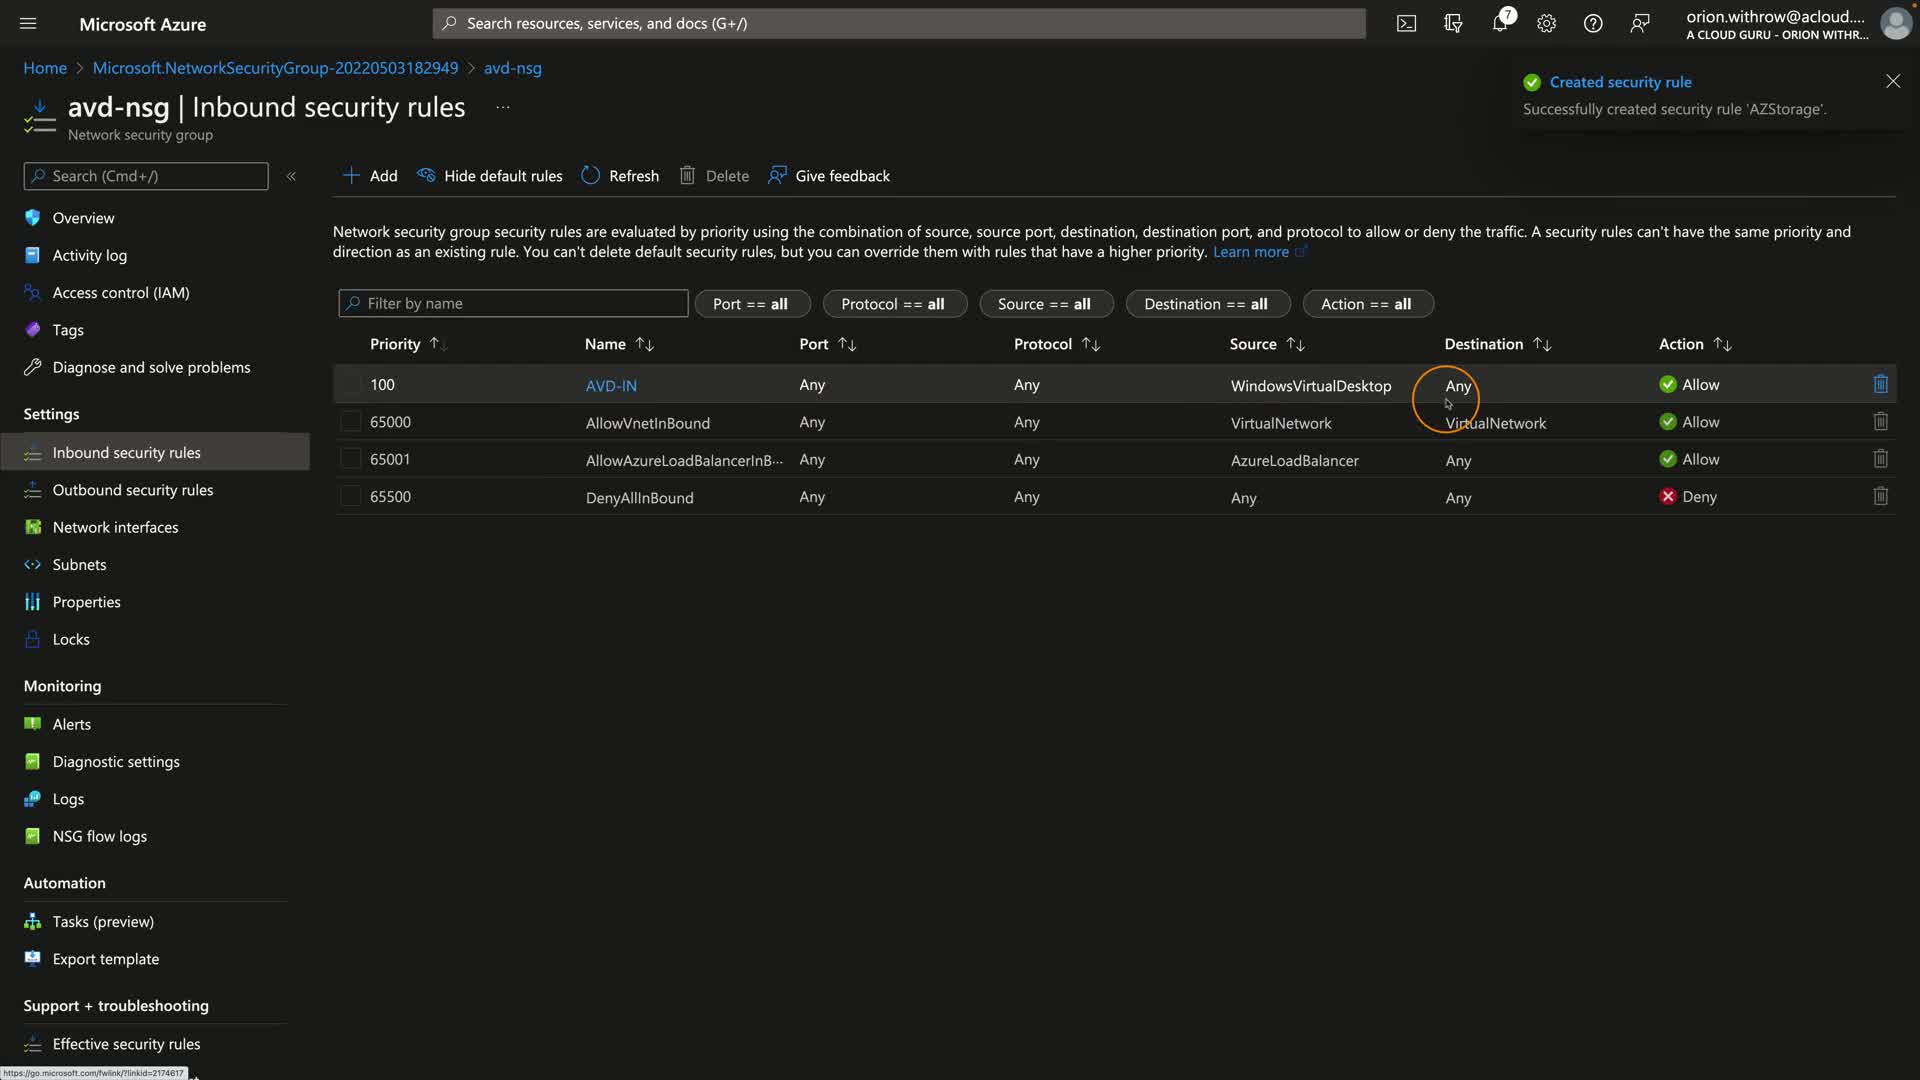 Microsoft Azure
Search resources, services, and docs (G+/)
7
orion.withrow@acloud....
A CLOUD GURU - ORION WITHR...
Home > Microsoft.NetworkSecurityGroup-20220503182949 > avd-nsg
Created security rule
Successfully created security rule 'AZStorage'.
avd-nsg | Inbound security rules ...
Network security group
Search (Cmd+/)
«
Overview
Activity log
Access control (IAM)
Tags
Diagnose and solve problems
Settings
Inbound security rules
Outbound security rules
Network interfaces
Subnets
Properties
Locks
Monitoring
Alerts
Diagnostic settings
Logs
NSG flow logs
Automation
Tasks (preview)
Export template
Support + troubleshooting
Effective security rules
https://go.microsoft.com/fwlink/?linkid=2174617
Add Hide default rules Refresh Delete Give feedback
Network security group security rules are evaluated by priority using the combination of source, source port, destination, destination port, and protocol to allow or deny the traffic. A security rules can't have the same priority and
direction as an existing rule. You can't delete default security rules, but you can override them with rules that have a higher priority. Learn more
Filter by name Port == all Protocol == all Source == all Destination == all Action == all
Priority ↑↓ Name ↑↓ Port ↑↓ Protocol ↑↓ Source ↑↓ Destination ↑↓ Action ↑↓
100 AVD-IN Any Any WindowsVirtualDesktop Any Allow
65000 AllowVnetInBound Any Any VirtualNetwork VirtualNetwork Allow
65001 AllowAzureLoadBalancerInB... Any Any AzureLoadBalancer Any Allow
65500 DenyAllInBound Any Any Any Any Deny